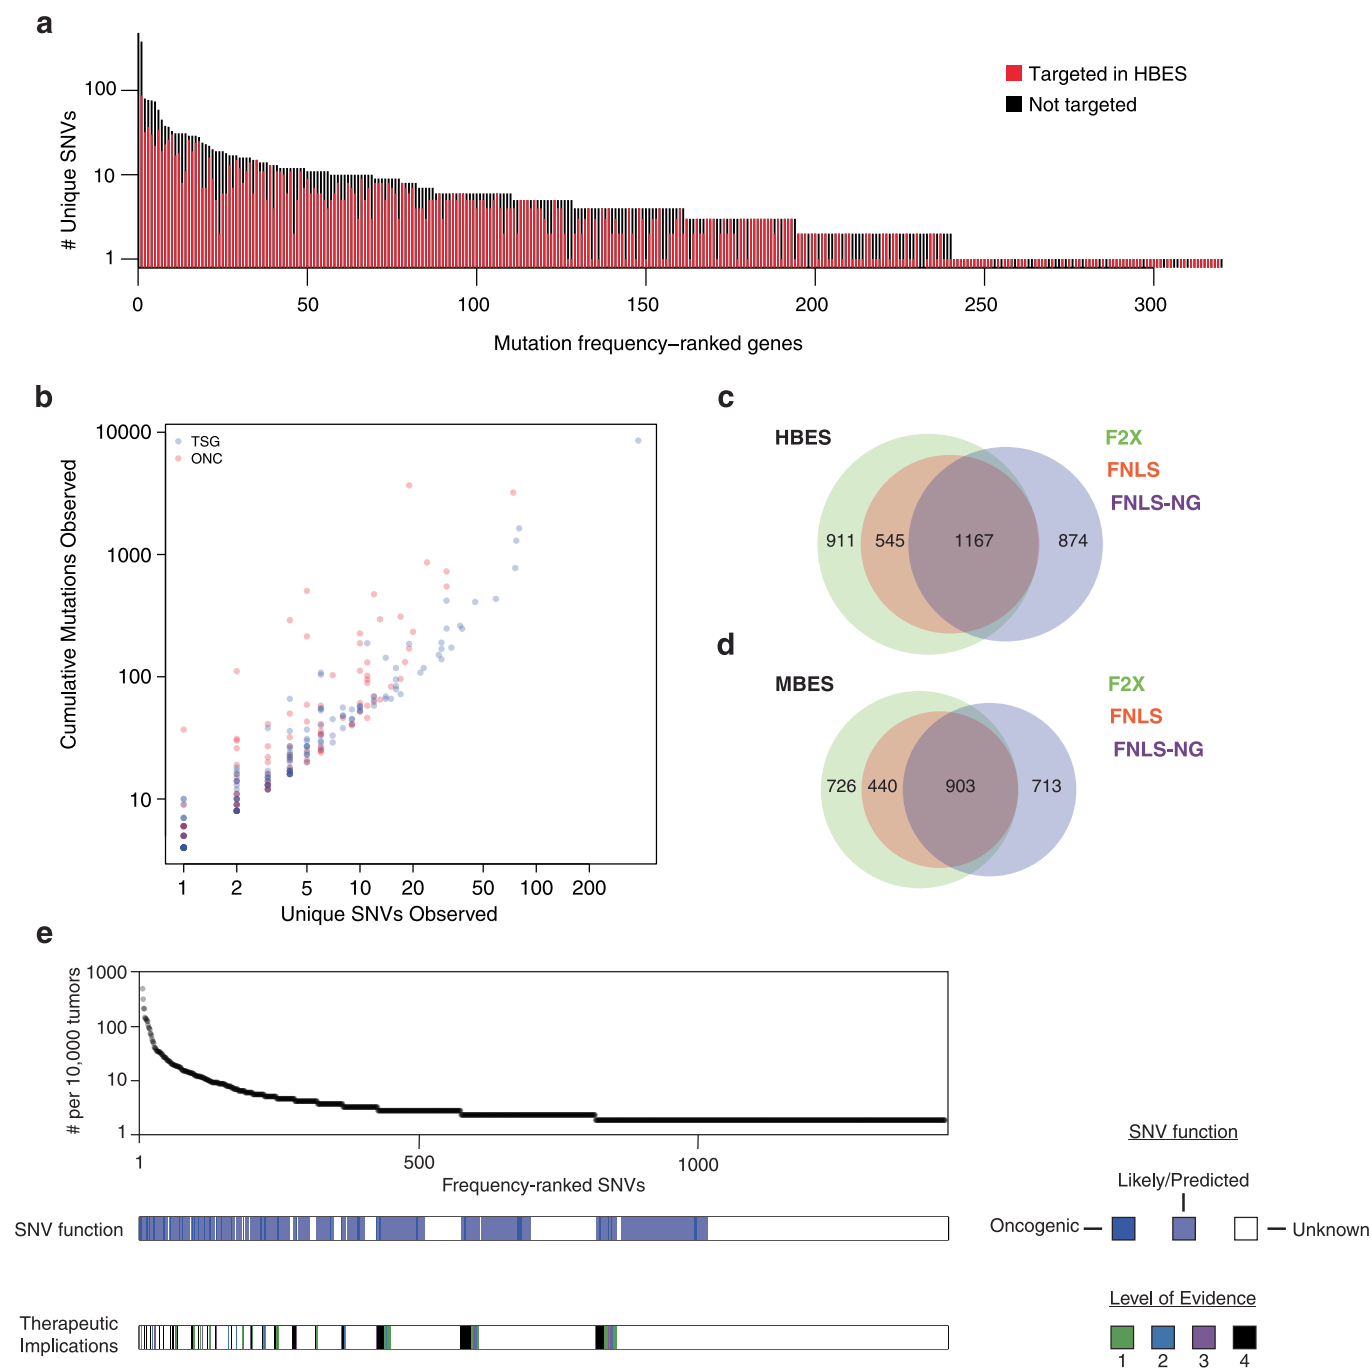 a
# Unique SNVs
100
10
1
Targeted in HBES
Not targeted
0 50 100 150 200 250 300
Mutation frequency−ranked genes
b
Cumulative Mutations Observed
10000
1000
100
10
TSG
ONC
1 2 5 10 20 50 100 200
Unique SNVs Observed
c
HBES
F2X
FNLS
FNLS-NG
911 545 1167 874
d
MBES
F2X
FNLS
FNLS-NG
726 440 903 713
e
# per 10,000 tumors
1000
100
10
1
1 500 1000
Frequency-ranked SNVs
SNV function
Therapeutic
Implications
SNV function
Likely/Predicted
Oncogenic
Unknown
Level of Evidence
1 2 3 4